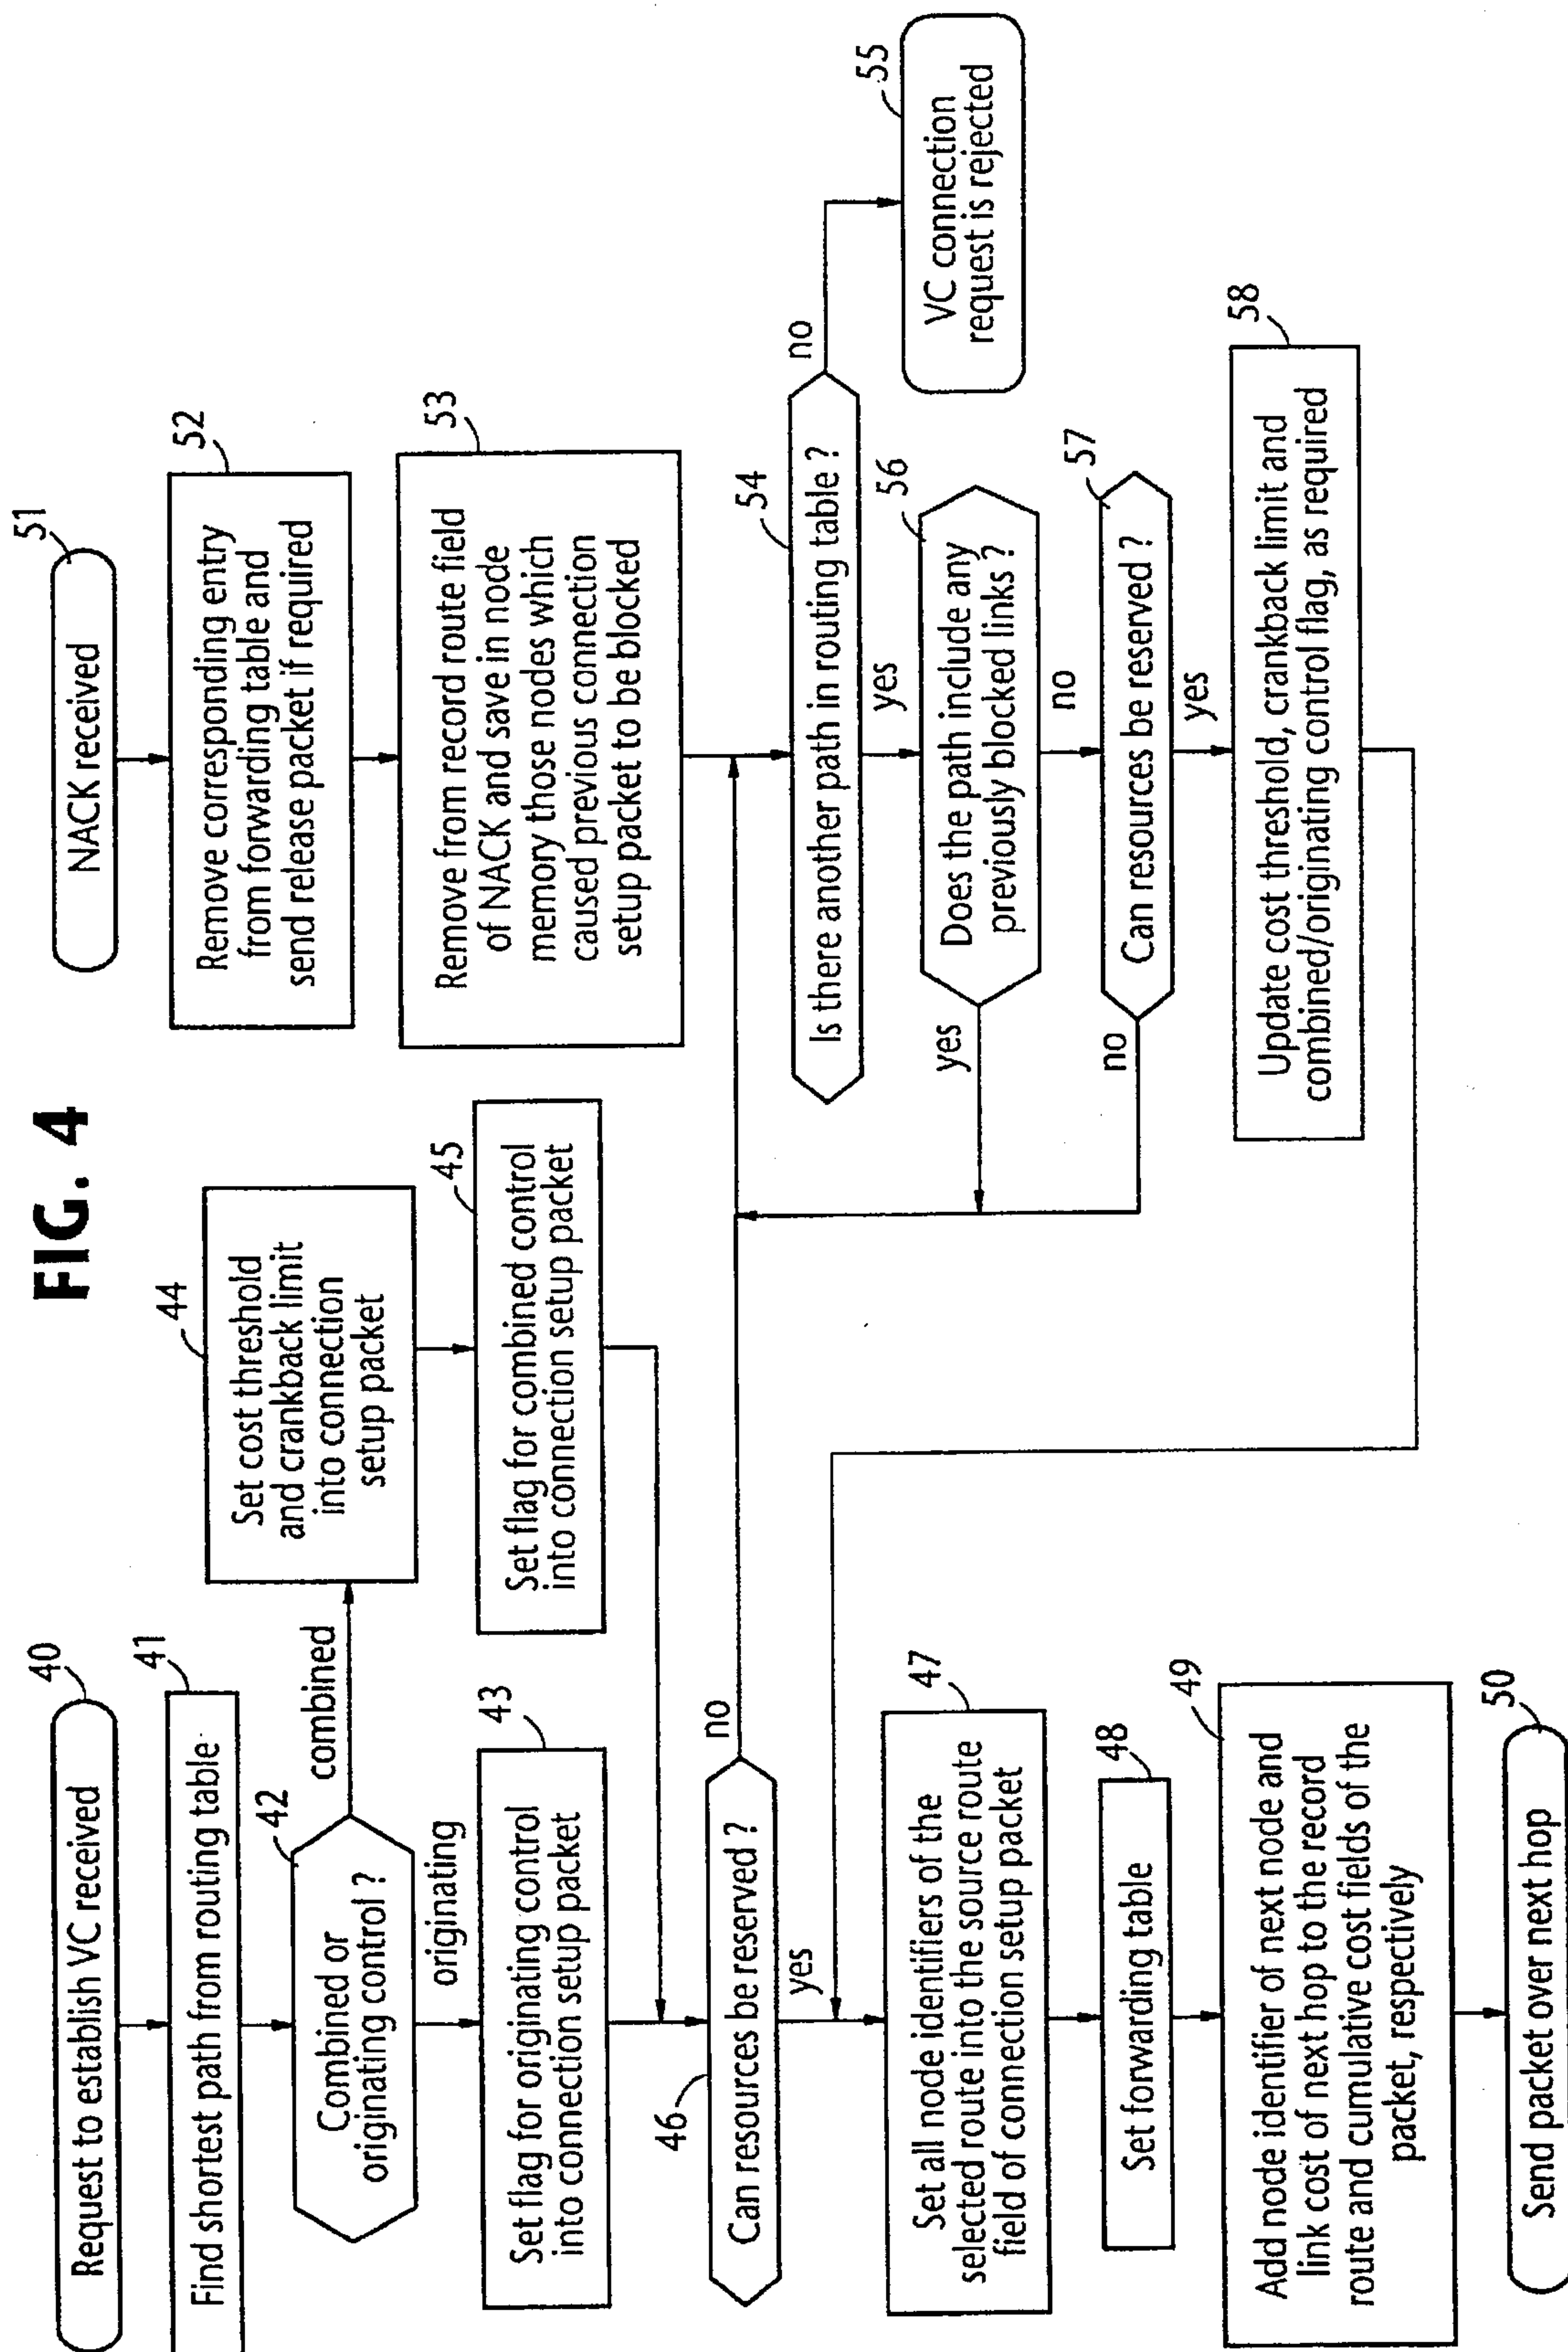 FIG. 4
40
Request to establish VC received
41
Find shortest path from routing table
42
Combined or
originating control ?
combined
originating
43
Set flag for originating control
into connection setup packet
44
Set cost threshold
and crankback limit
into connection
setup packet
45
Set flag for combined control
into connection setup packet
46
Can resources be reserved ?
no
yes
47
Set all node identifiers of the
selected route into the source route
field of connection setup packet
48
Set forwarding table
49
Add node identifier of next node and
link cost of next hop to the record
route and cumulative cost fields of the
packet, respectively
50
Send packet over next hop
51
NACK received
52
Remove corresponding entry
from forwarding table and
send release packet if required
53
Remove from record route field
of NACK and save in node
memory those nodes which
caused previous connection
setup packet to be blocked
54
Is there another path in routing table ?
no
yes
55
VC connection
request is rejected
56
Does the path include any
previously blocked links ?
yes
no
57
Can resources be reserved ?
no
yes
58
Update cost threshold, crankback limit and
combined/originating control flag, as required